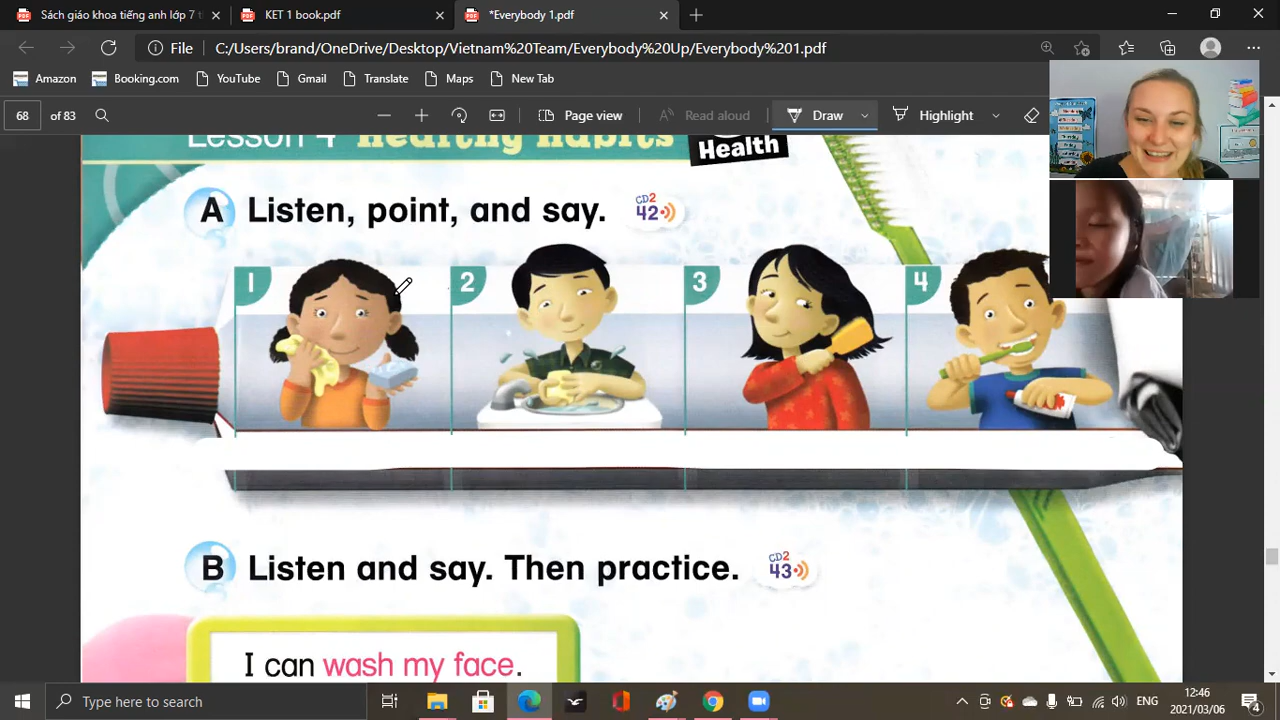 Sách giáo khoa tiếng anh lớp 7 t
KET 1 book.pdf
*Everybody 1.pdf
File
C:/Users/brand/OneDrive/Desktop/Vietnam%20Team/Everybody%20Up/Everybody%201.pdf
Amazon
Booking.com
YouTube
Gmail
Translate
Maps
New Tab
68 of 83
Page view
Read aloud
Draw
Highlight
Lesson 4 Healthy habits
Health
A Listen, point, and say. CD2 42
1
2
3
4
B Listen and say. Then practice. CD2 43
I can wash my face.
Type here to search
ENG
12:46
2021/03/06
4